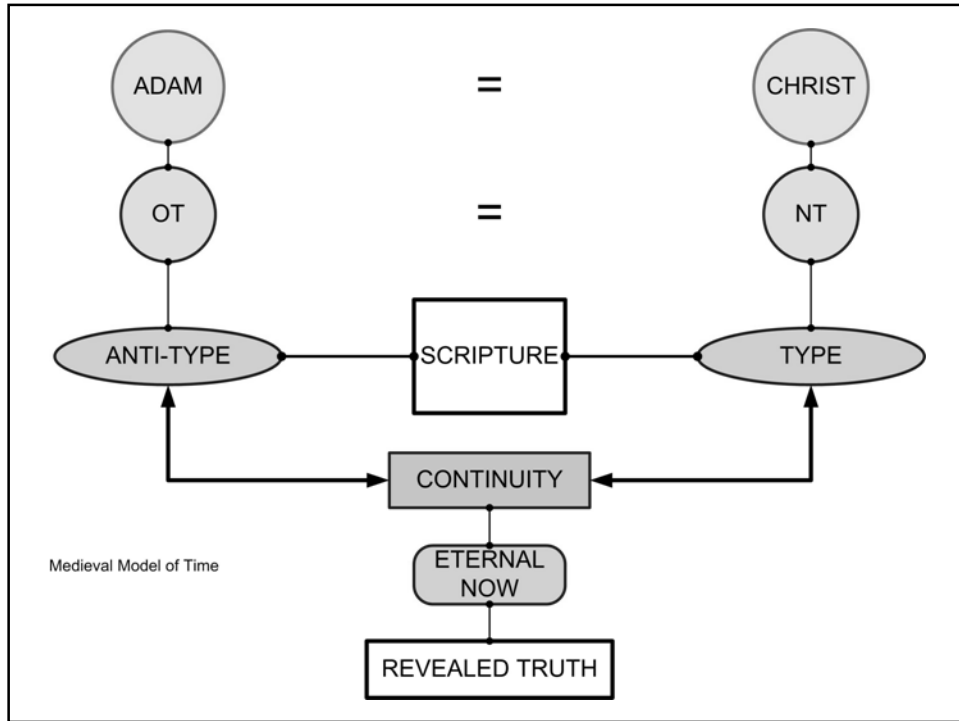 ADAM = CHRIST
OT = NT
ANTI-TYPE SCRIPTURE TYPE
CONTINUITY
ETERNAL
NOW
Medieval Model of Time
REVEALED TRUTH